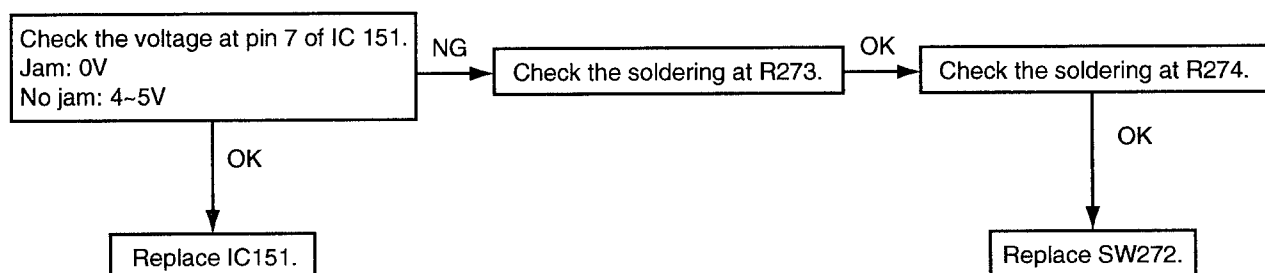 Check the voltage at pin 7 of IC 151.
Jam: 0V
No jam: 4~5V
NG
Check the soldering at R273.
OK
Check the soldering at R274.
OK
OK
Replace IC151.
Replace SW272.